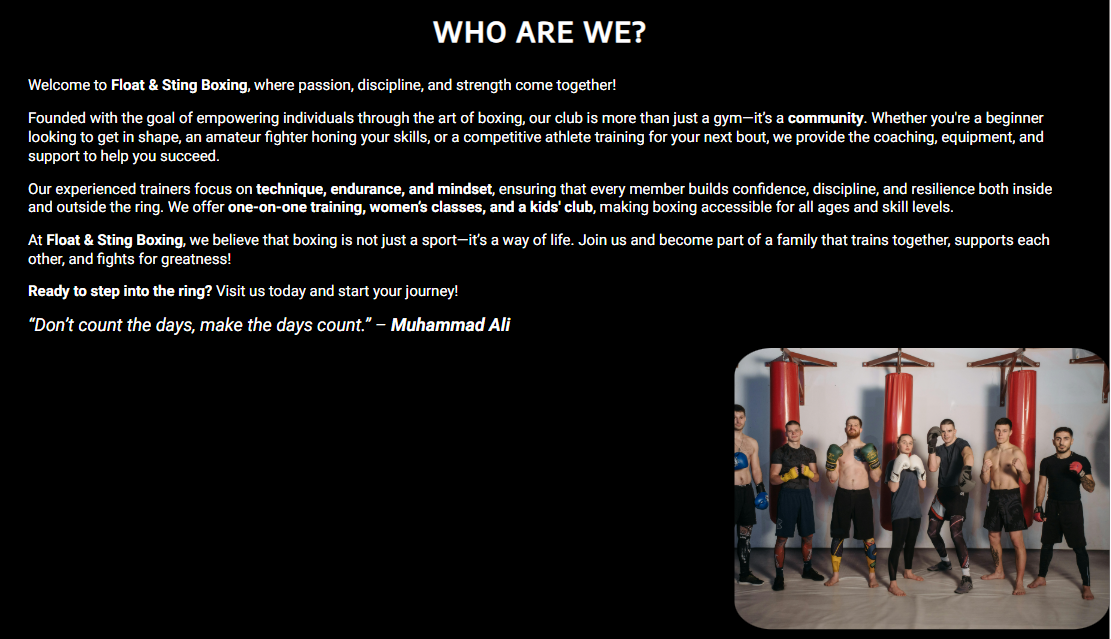 WHO ARE WE?
Welcome to Float & Sting Boxing, where passion, discipline, and strength come together!
Founded with the goal of empowering individuals through the art of boxing, our club is more than just a gym—it's a community. Whether you're a beginner
looking to get in shape, an amateur fighter honing your skills, or a competitive athlete training for your next bout, we provide the coaching, equipment, and
support to help you succeed.
Our experienced trainers focus on technique, endurance, and mindset, ensuring that every member builds confidence, discipline, and resilience both inside
and outside the ring. We offer one-on-one training, women’s classes, and a kids' club, making boxing accessible for all ages and skill levels.
At Float & Sting Boxing, we believe that boxing is not just a sport—it’s a way of life. Join us and become part of a family that trains together, supports each
other, and fights for greatness!
Ready to step into the ring? Visit us today and start your journey!
“Don’t count the days, make the days count.” – Muhammad Ali